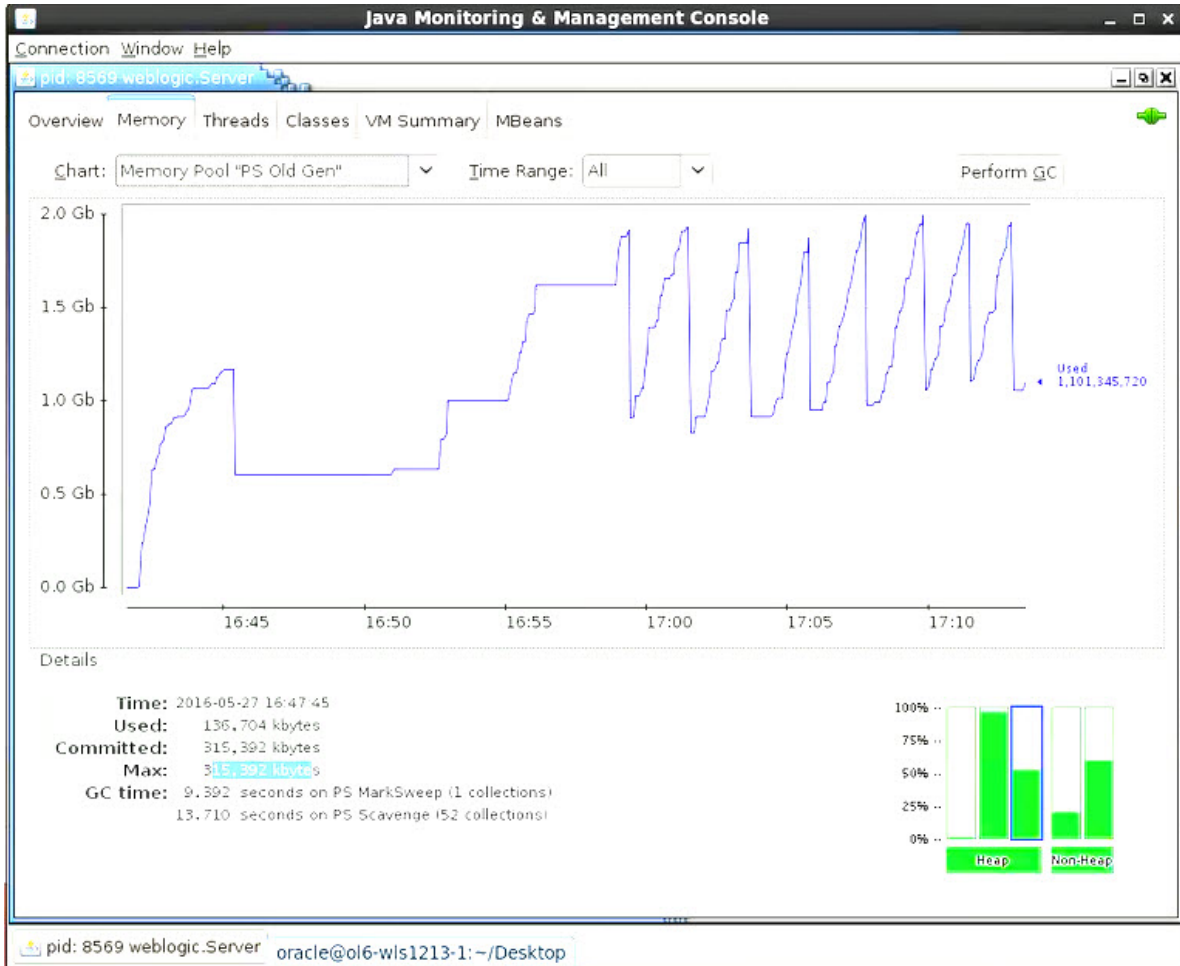 Java Monitoring & Management Console
Connection Window Help
pid: 8569 weblogic.Server
Overview Memory Threads Classes VM Summary MBeans
Chart: Memory Pool "PS Old Gen" Time Range: All Perform GC
2.0 Gb
1.5 Gb
1.0 Gb
0.5 Gb
0.0 Gb
Used
1,101,345,720
16:45 16:50 16:55 17:00 17:05 17:10
Details
Time: 2016-05-27 16:47:45
Used: 136,704 kbytes
Committed: 315,392 kbytes
Max: 315,392 kbytes
GC time: 9.392 seconds on PS MarkSweep (1 collections)
13.710 seconds on PS Scavenge (52 collections)
100% --
75% --
50% --
25% --
0% --
Heap Non-Heap
pid: 8569 weblogic.Server oracle@ol6-wls1213-1:~/Desktop